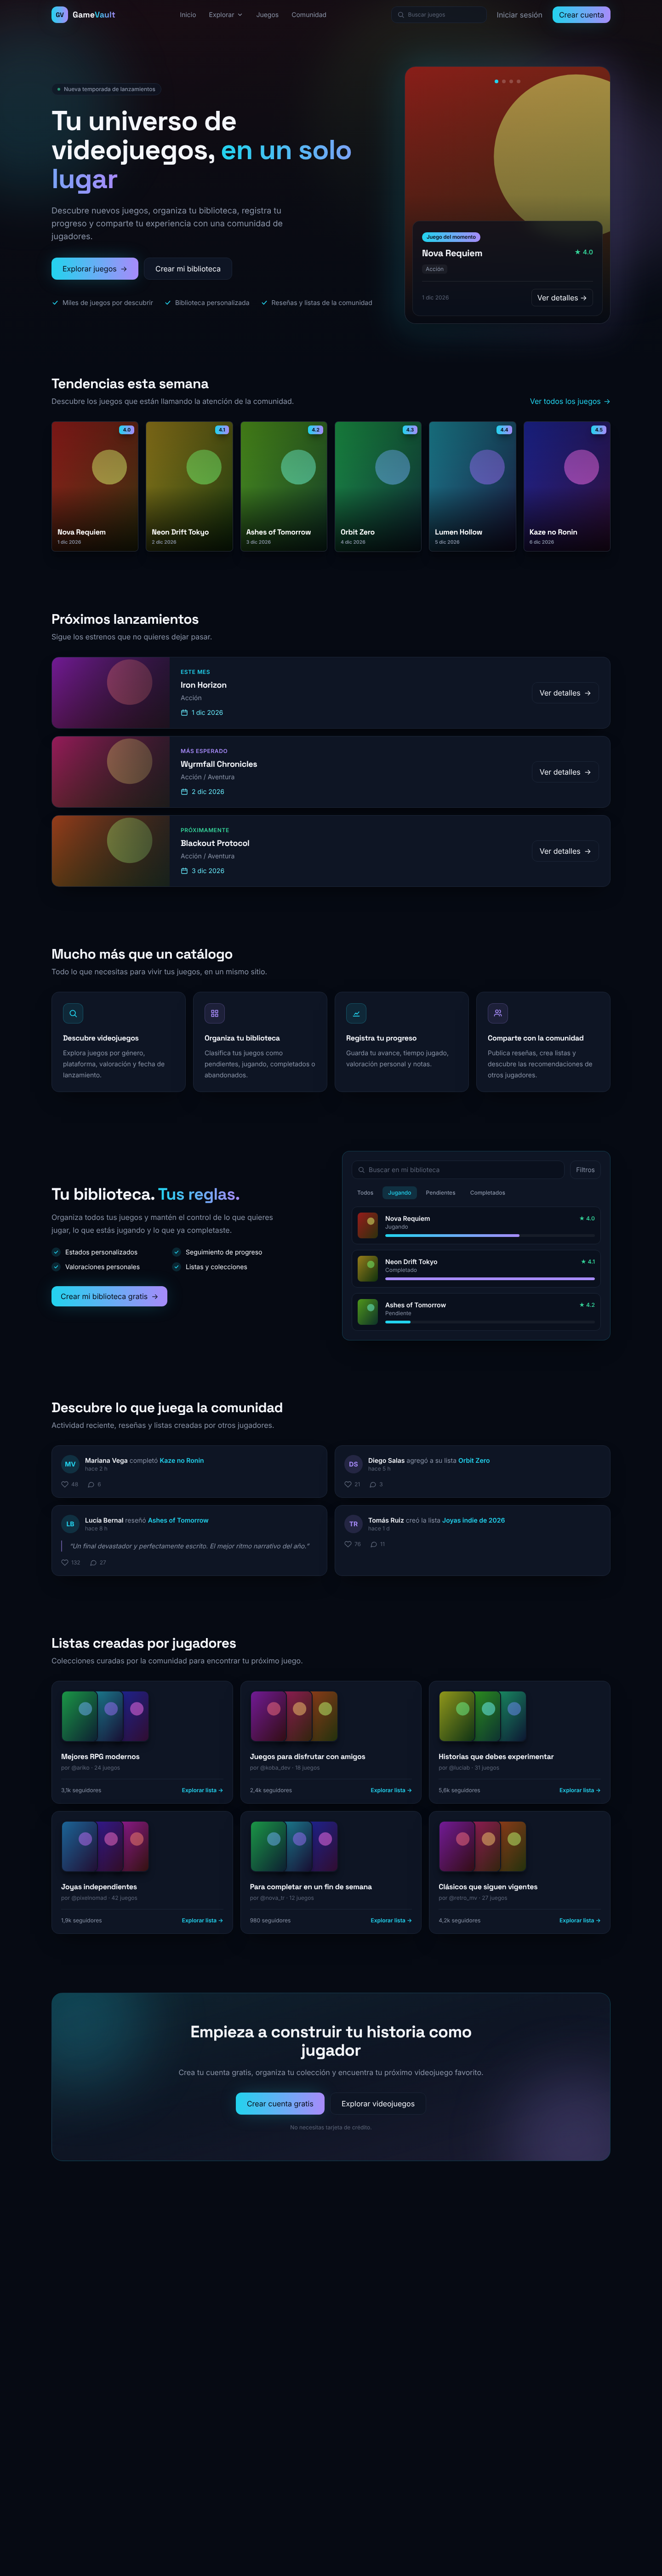 GV GameVault
Inicio
Explorar
Juegos
Comunidad
Buscar juegos
Iniciar sesión
Crear cuenta
Nueva temporada de lanzamientos
Tu universo de
videojuegos, en un solo
lugar
Descubre nuevos juegos, organiza tu biblioteca, registra tu
progreso y comparte tu experiencia con una comunidad de
jugadores.
Explorar juegos →
Crear mi biblioteca
Miles de juegos por descubrir
Biblioteca personalizada
Reseñas y listas de la comunidad
Juego del momento
Nova Requiem
★ 4.0
Acción
1 dic 2026
Ver detalles →
Tendencias esta semana
Descubre los juegos que están llamando la atención de la comunidad.
Ver todos los juegos →
4.0
Nova Requiem
1 dic 2026
4.1
Neon Drift Tokyo
2 dic 2026
4.2
Ashes of Tomorrow
3 dic 2026
4.3
Orbit Zero
4 dic 2026
4.4
Lumen Hollow
5 dic 2026
4.5
Kaze no Ronin
6 dic 2026
Próximos lanzamientos
Sigue los estrenos que no quieres dejar pasar.
ESTE MES
Iron Horizon
Acción
1 dic 2026
Ver detalles →
MÁS ESPERADO
Wyrmfall Chronicles
Acción / Aventura
2 dic 2026
Ver detalles →
PRÓXIMAMENTE
Blackout Protocol
Acción / Aventura
3 dic 2026
Ver detalles →
Mucho más que un catálogo
Todo lo que necesitas para vivir tus juegos, en un mismo sitio.
Descubre videojuegos
Explora juegos por género,
plataforma, valoración y fecha de
lanzamiento.
Organiza tu biblioteca
Clasifica tus juegos como
pendientes, jugando, completados o
abandonados.
Registra tu progreso
Guarda tu avance, tiempo jugado,
valoración personal y notas.
Comparte con la comunidad
Publica reseñas, crea listas y
descubre las recomendaciones de
otros jugadores.
Tu biblioteca. Tus reglas.
Organiza todos tus juegos y mantén el control de lo que quieres
jugar, lo que estás jugando y lo que ya completaste.
Estados personalizados
Seguimiento de progreso
Valoraciones personales
Listas y colecciones
Crear mi biblioteca gratis →
Buscar en mi biblioteca
Filtros
Todos
Jugando
Pendientes
Completados
Nova Requiem
★ 4.0
Jugando
Neon Drift Tokyo
★ 4.1
Completado
Ashes of Tomorrow
★ 4.2
Pendiente
Descubre lo que juega la comunidad
Actividad reciente, reseñas y listas creadas por otros jugadores.
MV
Mariana Vega completó Kaze no Ronin
hace 2 h
48
6
DS
Diego Salas agregó a su lista Orbit Zero
hace 5 h
21
3
LB
Lucía Bernal reseñó Ashes of Tomorrow
hace 8 h
"Un final devastador y perfectamente escrito. El mejor ritmo narrativo del año."
132
27
TR
Tomás Ruiz creó la lista Joyas indie de 2026
hace 1 d
76
11
Listas creadas por jugadores
Colecciones curadas por la comunidad para encontrar tu próximo juego.
Mejores RPG modernos
por @arika · 24 juegos
3,1k seguidores
Explorar lista →
Juegos para disfrutar con amigos
por @koba_dev · 18 juegos
2,4k seguidores
Explorar lista →
Historias que debes experimentar
por @luciab · 31 juegos
5,6k seguidores
Explorar lista →
Joyas independientes
por @pixelnomad · 42 juegos
1,9k seguidores
Explorar lista →
Para completar en un fin de semana
12 juegos
980 seguidores
Explorar lista →
Clásicos que siguen vigentes
por @retro_mv · 27 juegos
4,2k seguidores
Explorar lista →
Empieza a construir tu historia como
jugador
Crea tu cuenta gratis, organiza tu colección y encuentra tu próximo videojuego favorito.
Crear cuenta gratis
Explorar videojuegos
No necesitas tarjeta de crédito.